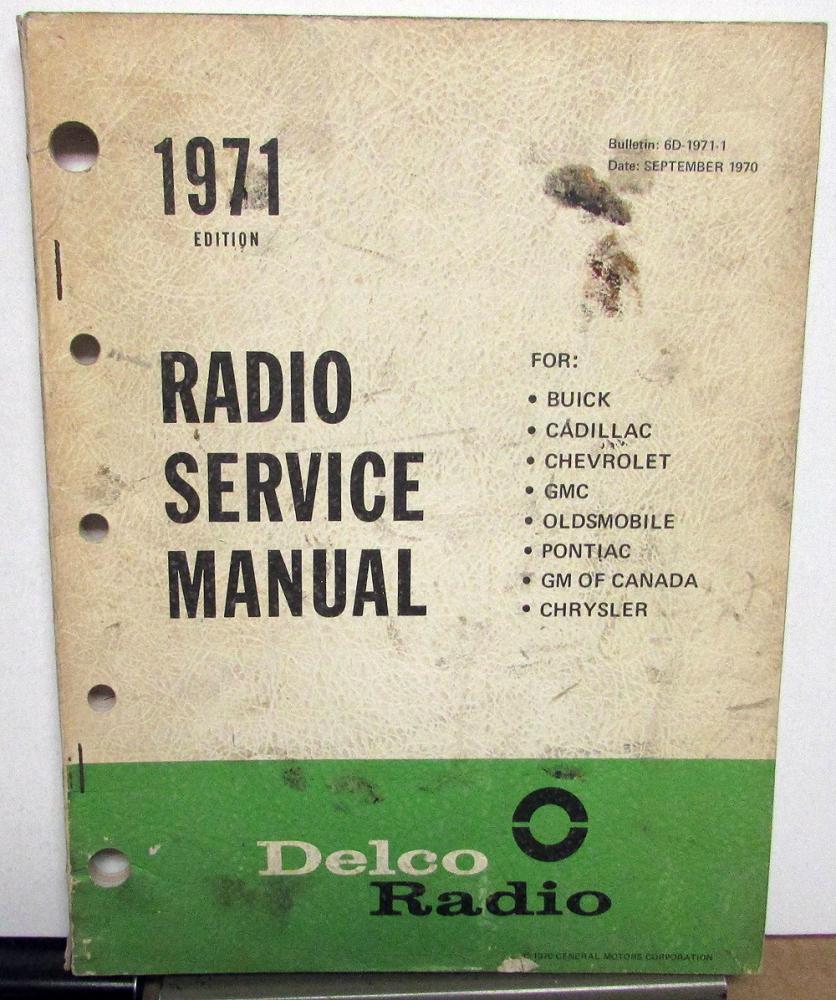 1971
EDITION
Bulletin: 6D-1971-1
Date: SEPTEMBER 1970
RADIO
SERVICE
MANUAL
FOR:
• BUICK
• CADILLAC
• CHEVROLET
• GMC
• OLDSMOBILE
• PONTIAC
• GM OF CANADA
• CHRYSLER
Delco
Radio
© 1970 GENERAL MOTORS CORPORATION